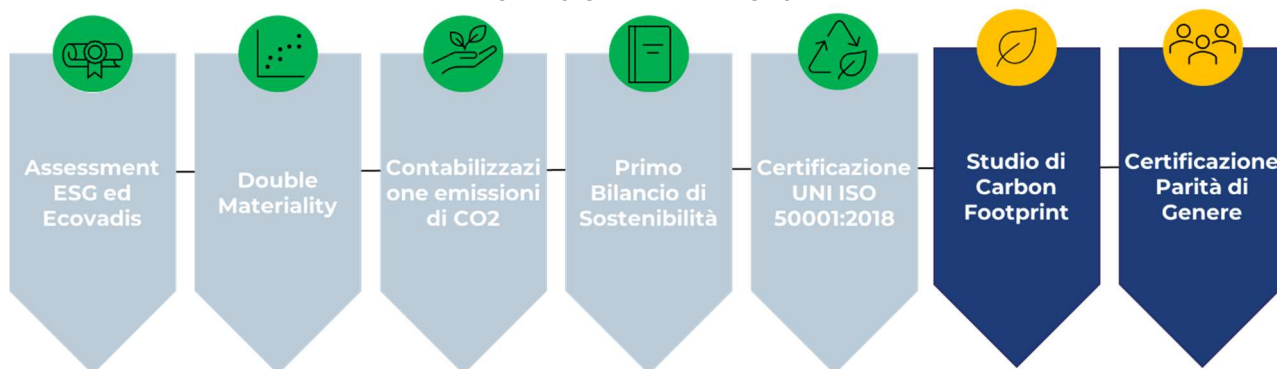 Assessment
ESG ed
Ecovadis
Double
Materiality
Contabilizzazi
one emissioni
di CO2
Primo
Bilancio di
Sostenibilità
Certificazione
UNI ISO
50001:2018
Studio di
Carbon
Footprint
Certificazione
Parità di
Genere